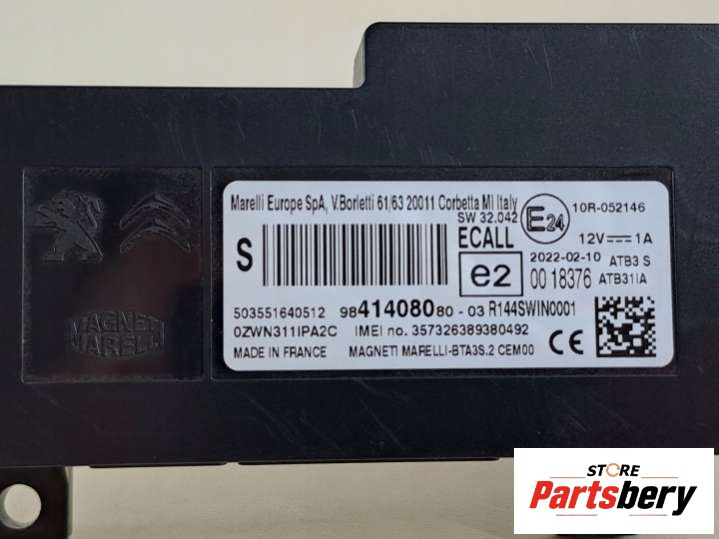 Marelli Europe SpA, V.Borletti 61/63 20011 Corbetta MI Italy
SW 32.042
E24
10R-052146
S
ECALL
12V 1A
e2
2022-02-10 ATB3 S
00 18376 ATB31IA
503551640512 9841408080 - 03 R144SWIN0001
0ZWN311IPA2C IMEI no. 357326389380492
MADE IN FRANCE MAGNETI MARELLI-BTA3S.2 CEM00
CE
MAGNETI
MARELLI
STORE
Partsbery